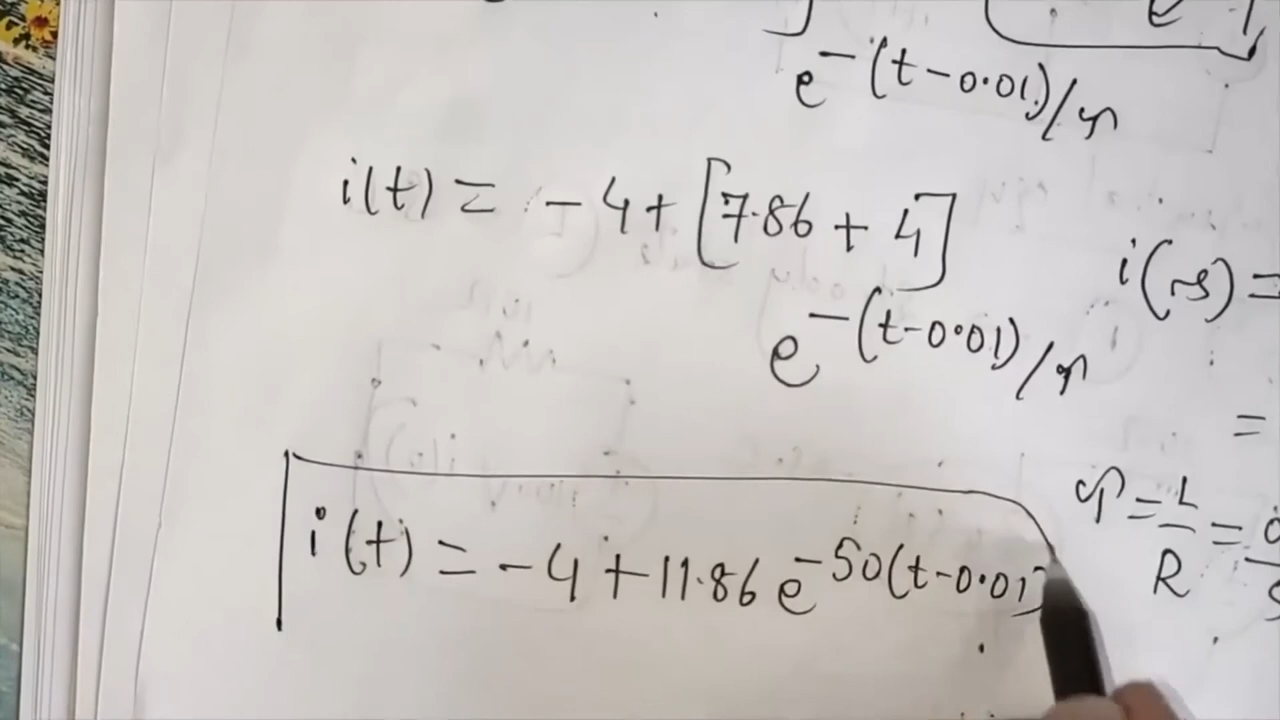 e^-(t-0.01)/τ
i(t) = -4+[7.86 + 4]
e^-(t-0.01)/τ
i(t) = -4+11.86 e^-50(t-0.01)
τ = L/R =